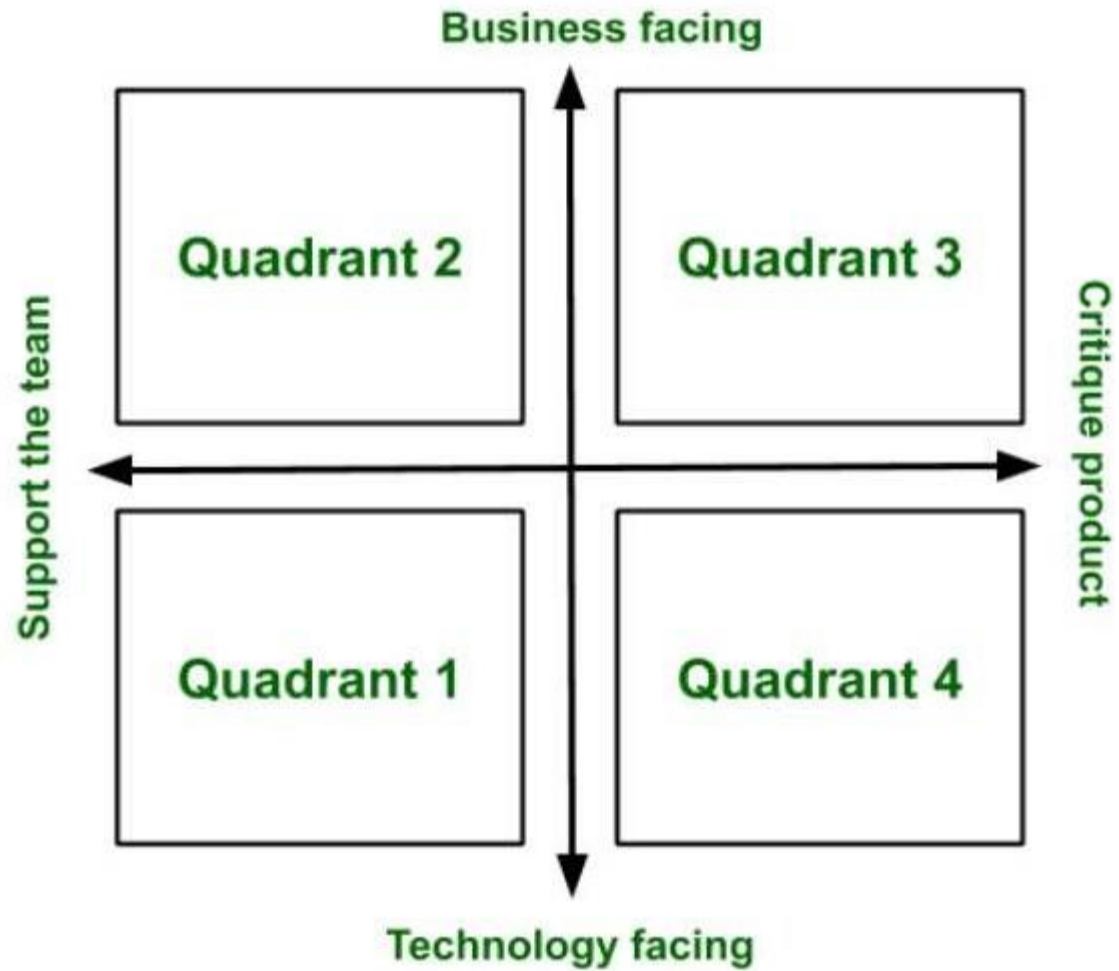 Business facing
Quadrant 2
Quadrant 3
Support the team
Critique product
Quadrant 1
Quadrant 4
Technology facing